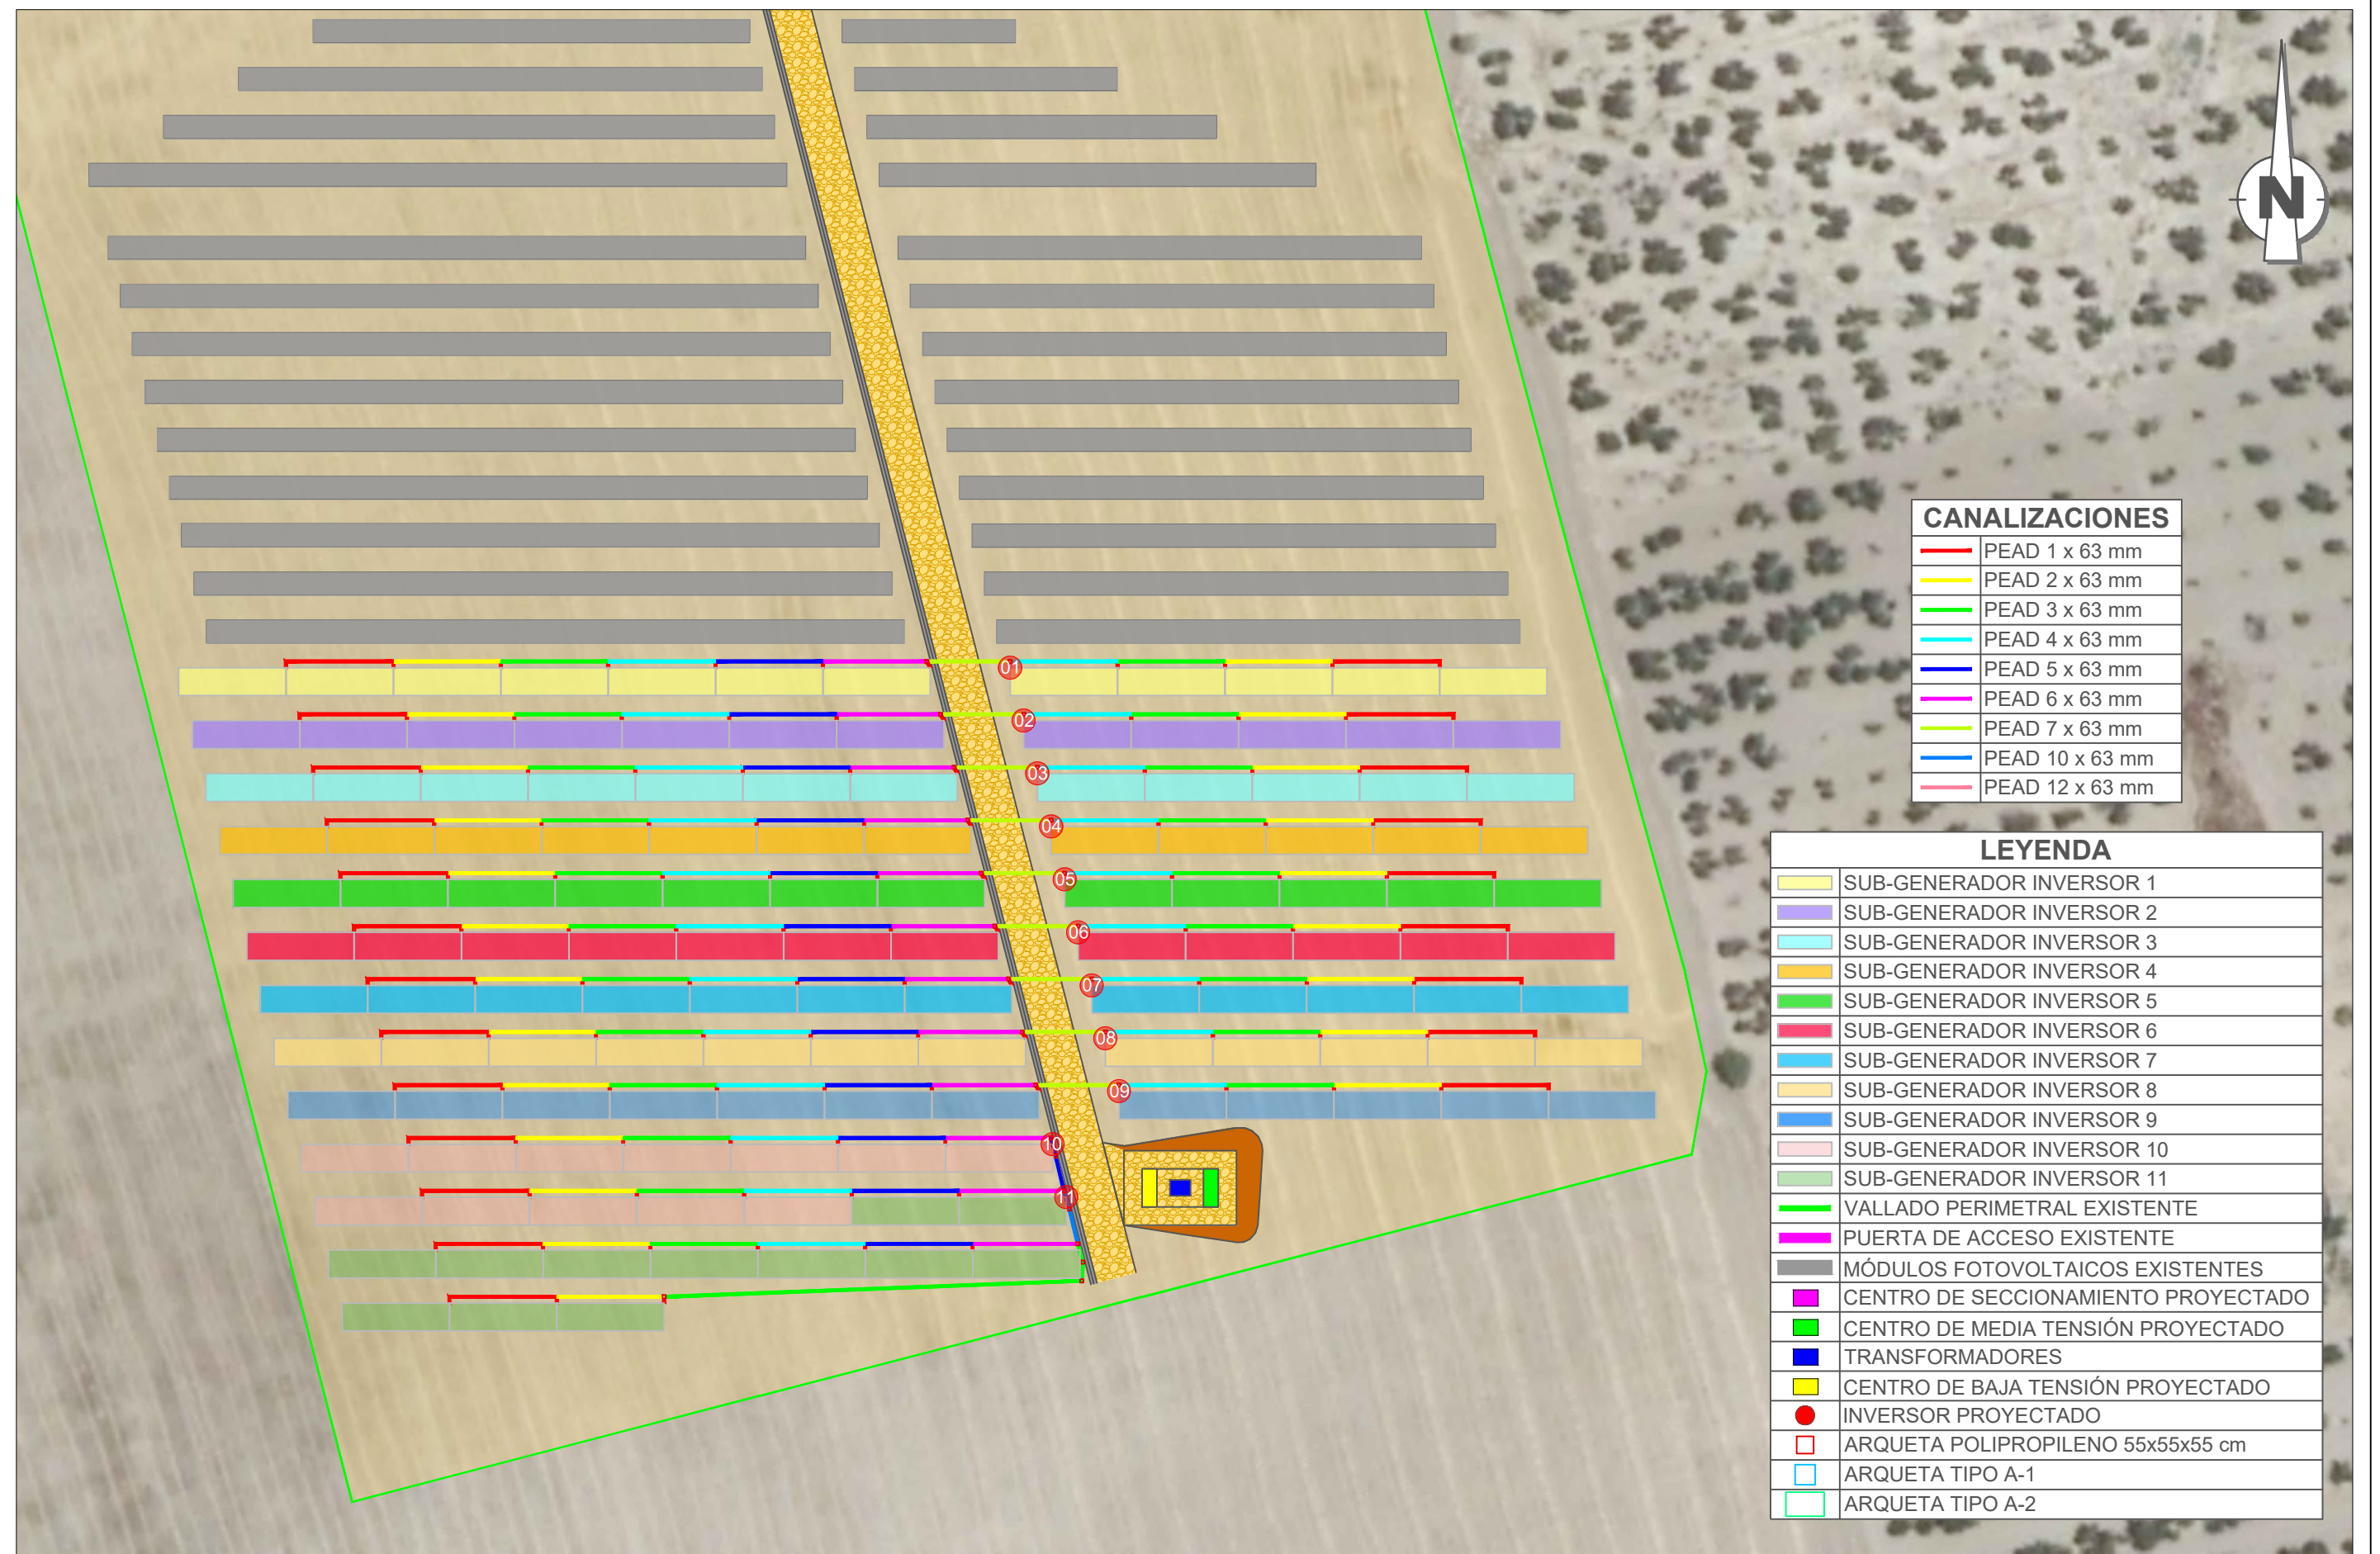 N
CANALIZACIONES
PEAD 1 x 63 mm
PEAD 2 x 63 mm
PEAD 3 x 63 mm
PEAD 4 x 63 mm
PEAD 5 x 63 mm
PEAD 6 x 63 mm
PEAD 7 x 63 mm
PEAD 10 x 63 mm
PEAD 12 x 63 mm
01
02
03
04
05
06
07
08
09
10
11
LEYENDA
SUB-GENERADOR INVERSOR 1
SUB-GENERADOR INVERSOR 2
SUB-GENERADOR INVERSOR 3
SUB-GENERADOR INVERSOR 4
SUB-GENERADOR INVERSOR 5
SUB-GENERADOR INVERSOR 6
SUB-GENERADOR INVERSOR 7
SUB-GENERADOR INVERSOR 8
SUB-GENERADOR INVERSOR 9
SUB-GENERADOR INVERSOR 10
SUB-GENERADOR INVERSOR 11
VALLADO PERIMETRAL EXISTENTE
PUERTA DE ACCESO EXISTENTE
MÓDULOS FOTOVOLTAICOS EXISTENTES
CENTRO DE SECCIONAMIENTO PROYECTADO
CENTRO DE MEDIA TENSIÓN PROYECTADO
TRANSFORMADORES
CENTRO DE BAJA TENSIÓN PROYECTADO
INVERSOR PROYECTADO
ARQUETA POLIPROPILENO 55x55x55 cm
ARQUETA TIPO A-1
ARQUETA TIPO A-2